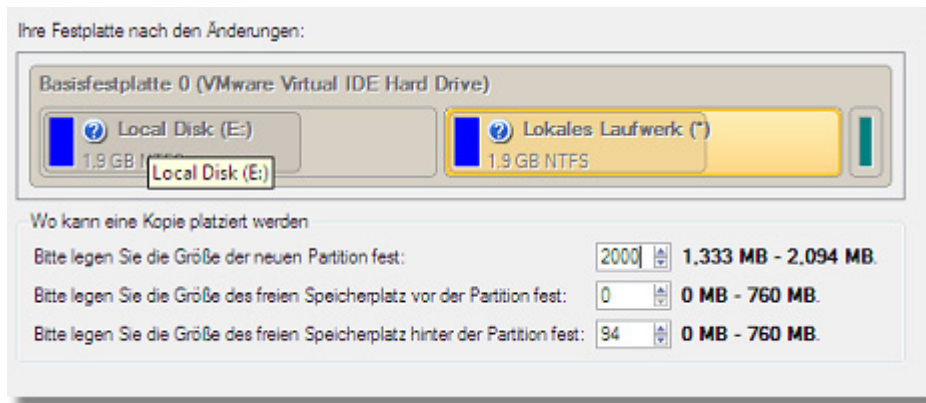 Ihre Festplatte nach den Änderungen:
Basisfestplatte 0 (VMware Virtual IDE Hard Drive)
Local Disk (E:)
1.9 GB NTFS
Local Disk (E:)
Lokales Laufwerk (*)
1.9 GB NTFS
Wo kann eine Kopie platziert werden
Bitte legen Sie die Größe der neuen Partition fest: 2000 1,333 MB - 2,094 MB.
Bitte legen Sie die Größe des freien Speicherplatz vor der Partition fest: 0 0 MB - 760 MB.
Bitte legen Sie die Größe des freien Speicherplatz hinter der Partition fest: 94 0 MB - 760 MB.